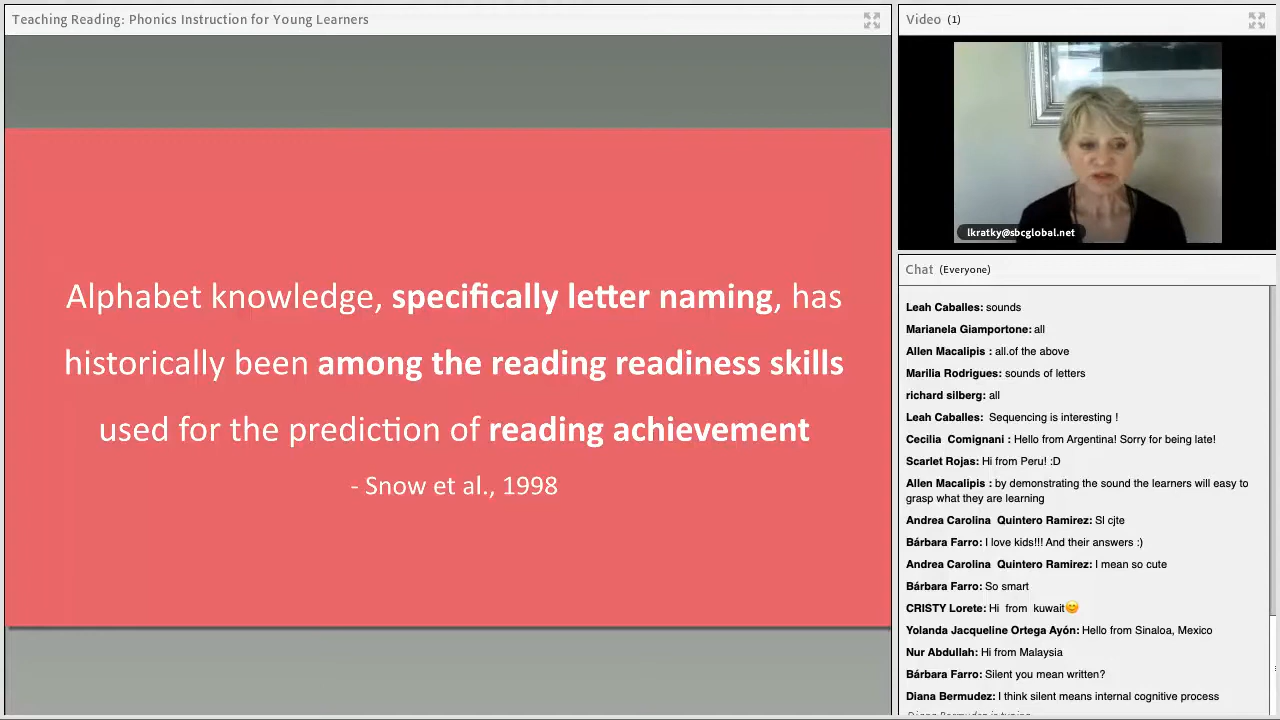 Teaching Reading: Phonics Instruction for Young Learners
Alphabet knowledge, specifically letter naming, has
historically been among the reading readiness skills
used for the prediction of reading achievement
- Snow et al., 1998
Video (1)
lkratky@sbcglobal.net
Chat (Everyone)
Leah Caballes: sounds
Marianela Giamportone: all
Allen Macalipis : all.of the above
Marilia Rodrigues: sounds of letters
richard silberg: all
Leah Caballes: Sequencing is interesting !
Cecilia Comignani : Hello from Argentina! Sorry for being late!
Scarlet Rojas: Hi from Peru! :D
Allen Macalipis : by demonstrating the sound the learners will easy to
grasp what they are learning
Andrea Carolina Quintero Ramirez: Sl cjte
Bárbara Farro: I love kids!!! And their answers :)
Andrea Carolina Quintero Ramirez: I mean so cute
Bárbara Farro: So smart
CRISTY Lorete: Hi from kuwait😊
Yolanda Jacqueline Ortega Ayón: Hello from Sinaloa, Mexico
Nur Abdullah: Hi from Malaysia
Bárbara Farro: Silent you mean written?
Diana Bermudez: I think silent means internal cognitive process
Diana Bermudez is typing